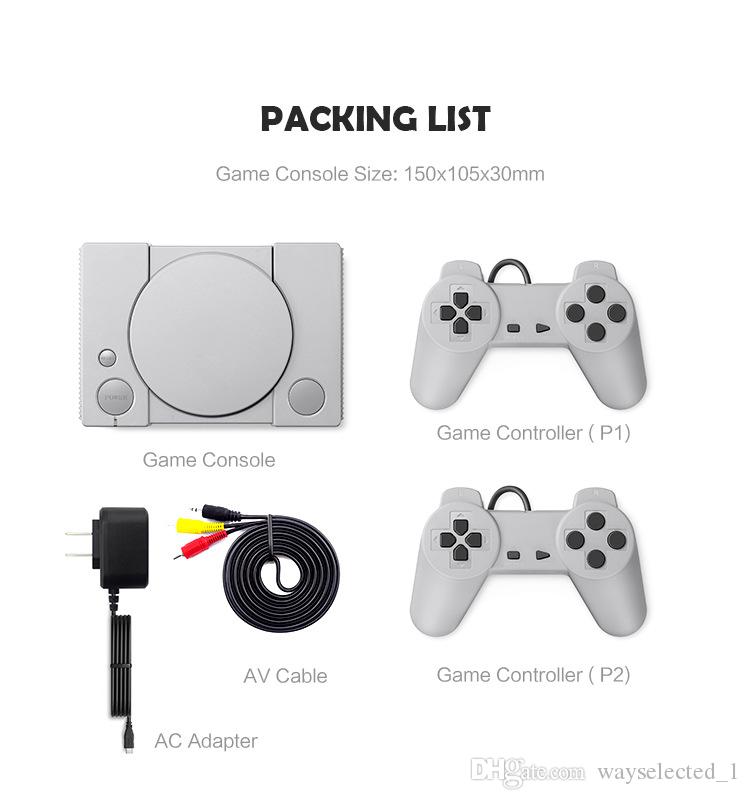 PACKING LIST
Game Console Size: 150x105x30mm
L R
POWER
Game Console
Game Controller ( P1)
L R
AV Cable
Game Controller ( P2)
AC Adapter
DHgate.com wayselected_1